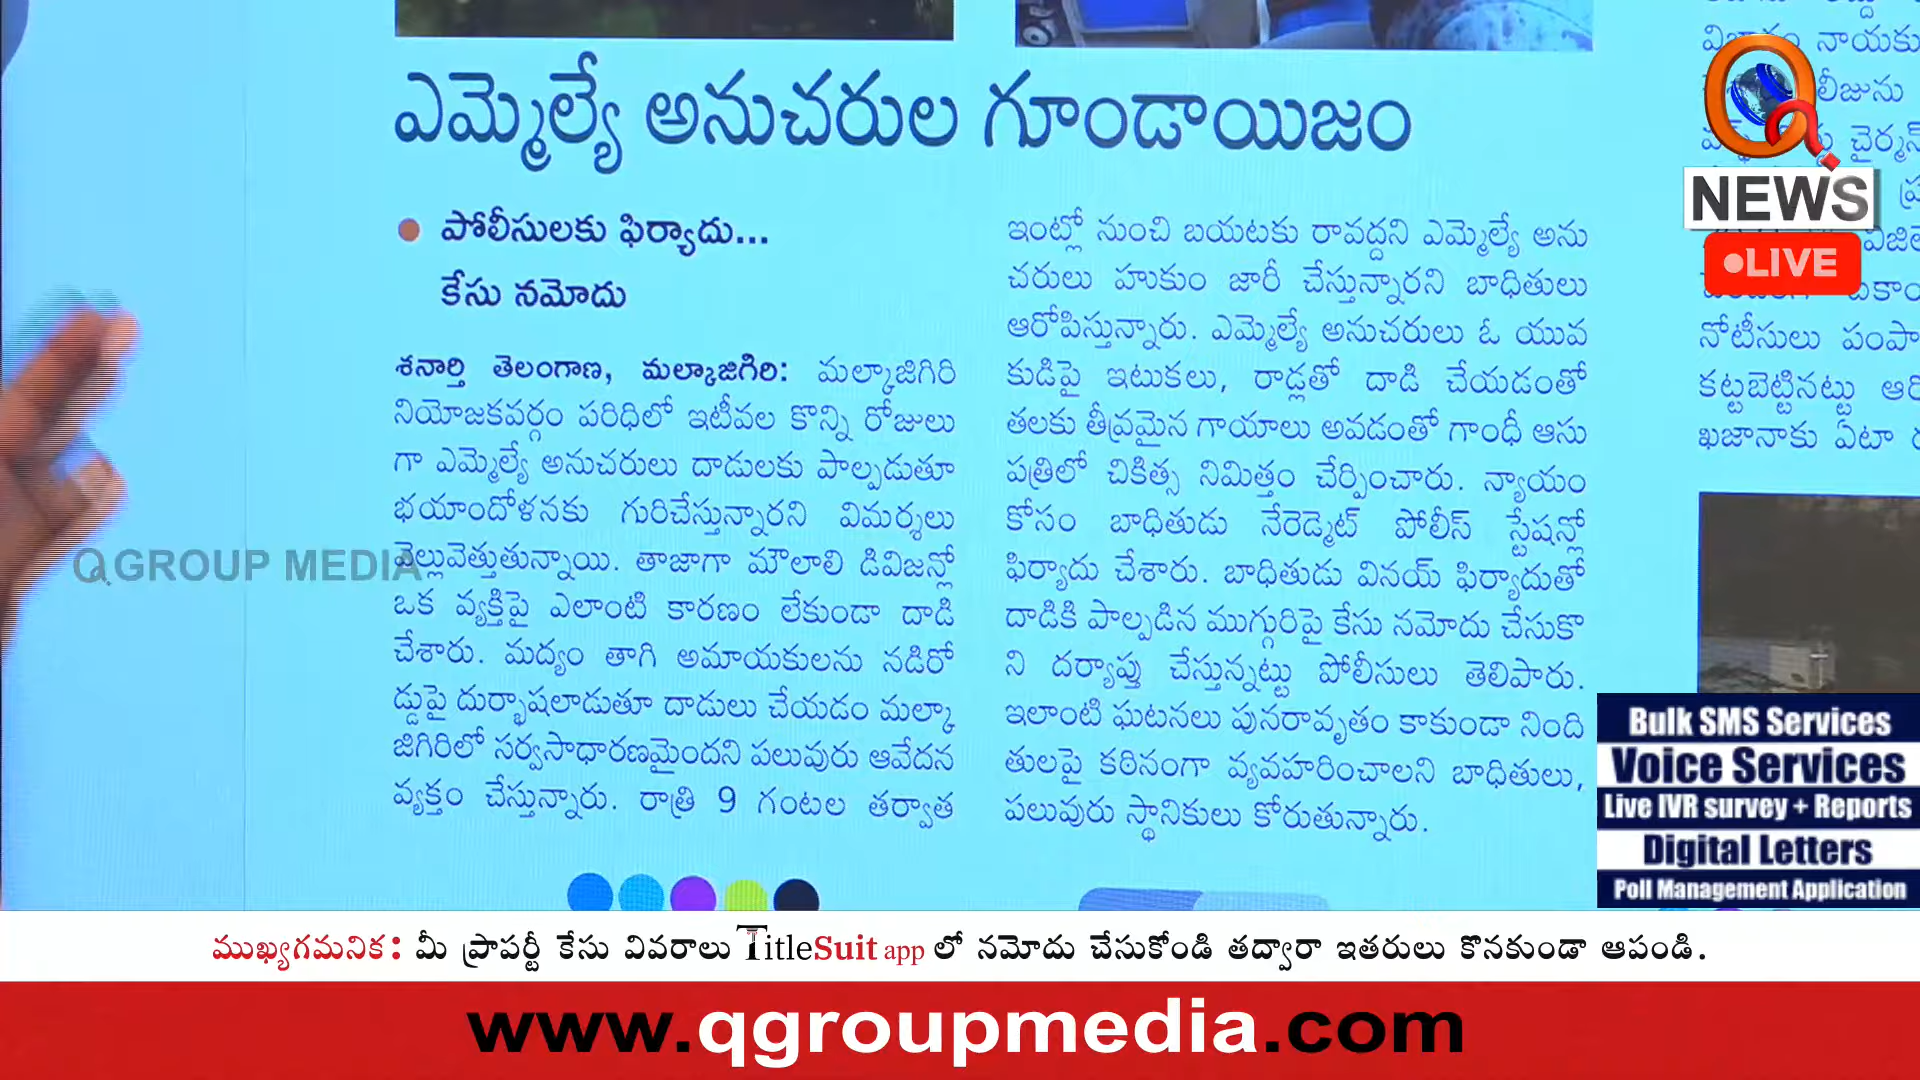 ఎమ్మెల్యే అనుచరుల గూండాయిజం
పోలీసులకు ఫిర్యాదు...
కేసు నమోదు
శనార్తి తెలంగాణ, మల్కాజిగిరి: మల్కాజిగిరి
నియోజకవర్గం పరిధిలో ఇటీవల కొన్ని రోజులు
గా ఎమ్మెల్యే అనుచరులు దాడులకు పాల్పడుతూ
భయాందోళనకు గురిచేస్తున్నారని విమర్శలు
వెల్లువెత్తుతున్నాయి. తాజాగా మౌలాలి డివిజన్లో
ఒక వ్యక్తిపై ఎలాంటి కారణం లేకుండా దాడి
చేశారు. మద్యం తాగి అమాయకులను నడిరో
డ్డుపై దుర్భాషలాడుతూ దాడులు చేయడం మల్కా
జిగిరిలో సర్వసాధారణమైందని పలువురు ఆవేదన
వ్యక్తం చేస్తున్నారు. రాత్రి 9 గంటల తర్వాత
ఇంట్లో నుంచి బయటకు రావద్దని ఎమ్మెల్యే అను
చరులు హుకుం జారీ చేస్తున్నారని బాధితులు
ఆరోపిస్తున్నారు. ఎమ్మెల్యే అనుచరులు ఓ యువ
కుడిపై ఇటుకలు, రాడ్లతో దాడి చేయడంతో
తలకు తీవ్రమైన గాయాలు అవడంతో గాంధీ ఆసు
పత్రిలో చికిత్స నిమిత్తం చేర్పించారు. న్యాయం
కోసం బాధితుడు నేరెడ్మెట్ పోలీస్ స్టేషన్లో
ఫిర్యాదు చేశారు. బాధితుడు వినయ్ ఫిర్యాదుతో
దాడికి పాల్పడిన ముగ్గురిపై కేసు నమోదు చేసుకొ
ని దర్యాప్తు చేస్తున్నట్టు పోలీసులు తెలిపారు.
ఇలాంటి ఘటనలు పునరావృతం కాకుండా నింది
తులపై కఠినంగా వ్యవహరించాలని బాధితులు,
పలువురు స్థానికులు కోరుతున్నారు.
నాయకు
లీజును
చైర్మన్
నోటీసులు పంపా
కట్టబెట్టినట్టు ఆరో
ఖజానాకు ఏటా
Q NEWS
LIVE
Q GROUP MEDIA
Bulk SMS Services
Voice Services
Live IVR survey + Reports
Digital Letters
Poll Management Application
ముఖ్యగమనిక: మీ ప్రాపర్టీ కేసు వివరాలు TitleSuit app లో నమోదు చేసుకోండి తద్వారా ఇతరులు కొనకుండా ఆపండి.
www.qgroupmedia.com